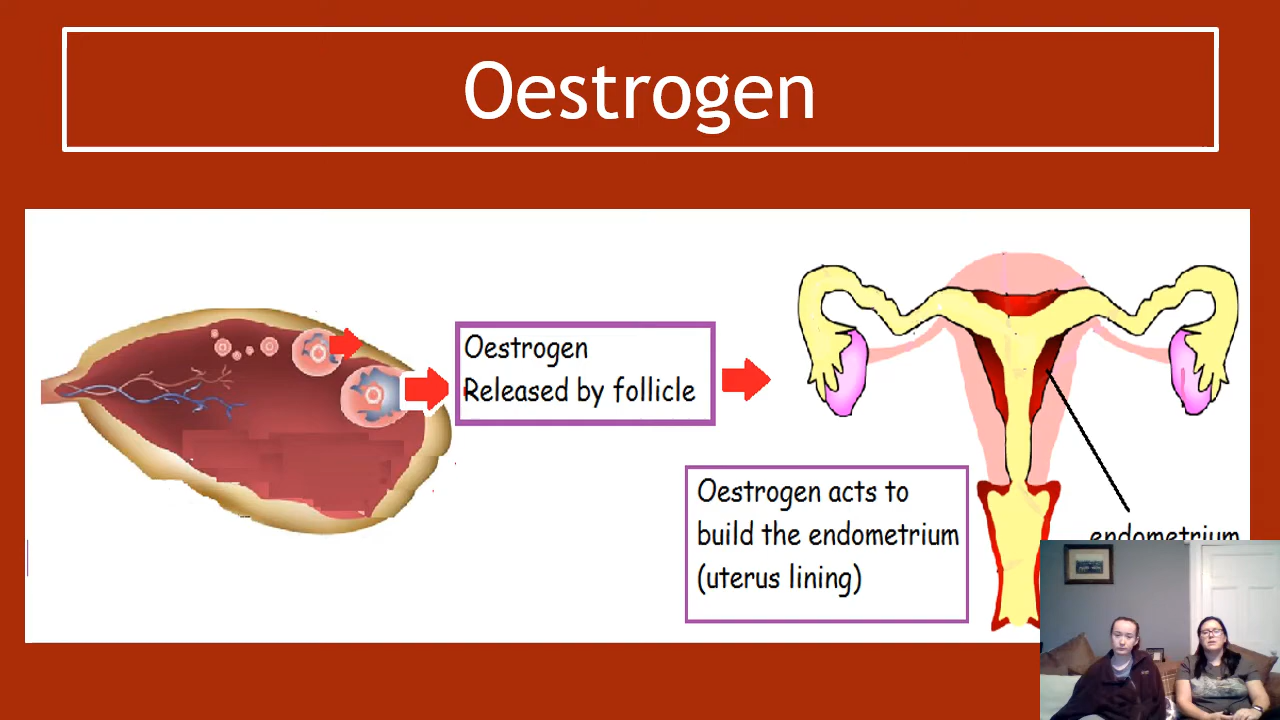 Oestrogen
Oestrogen
Released by follicle
Oestrogen acts to
build the endometrium
(uterus lining)
endometrium